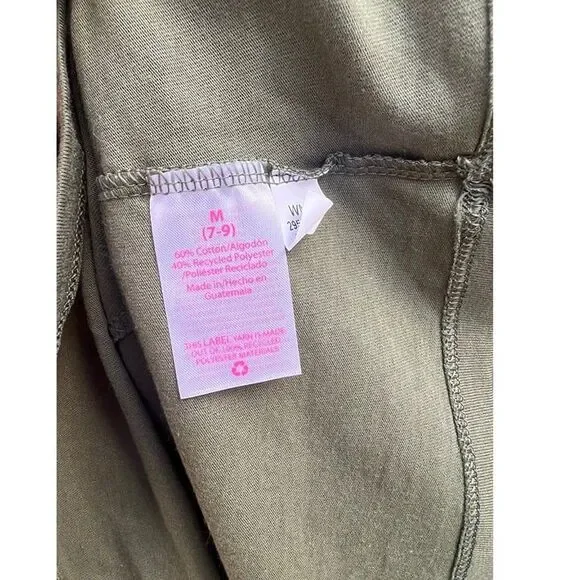 M
(7-9)
60% Cotton/Algodón
40% Recycled Polyester
/Poliéster Reciclado
Made in/Hecho en
Guatemala
THIS LABEL YARN IS MADE
OUT OF 100% RECYCLED
POLYESTER MATERIALS